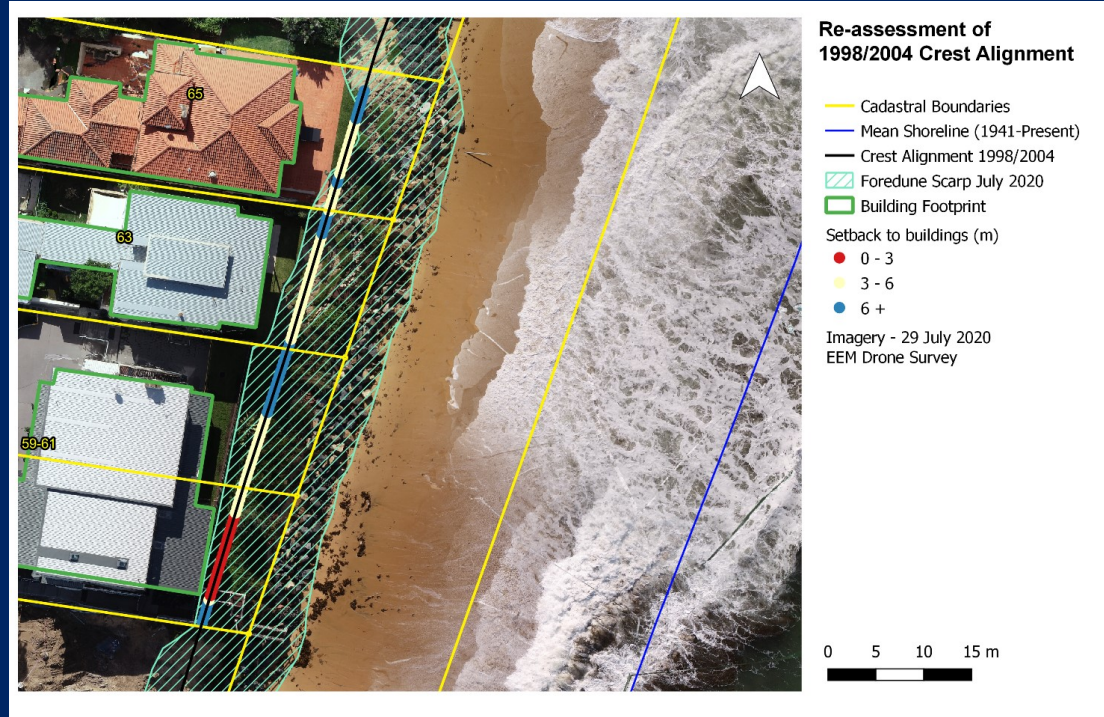 Re-assessment of
1998/2004 Crest Alignment
Cadastral Boundaries
Mean Shoreline (1941-Present)
Crest Alignment 1998/2004
Foredune Scarp July 2020
Building Footprint
Setback to buildings (m)
0 - 3
3 - 6
6 +
Imagery - 29 July 2020
EEM Drone Survey
0 5 10 15 m
65
63
59-61